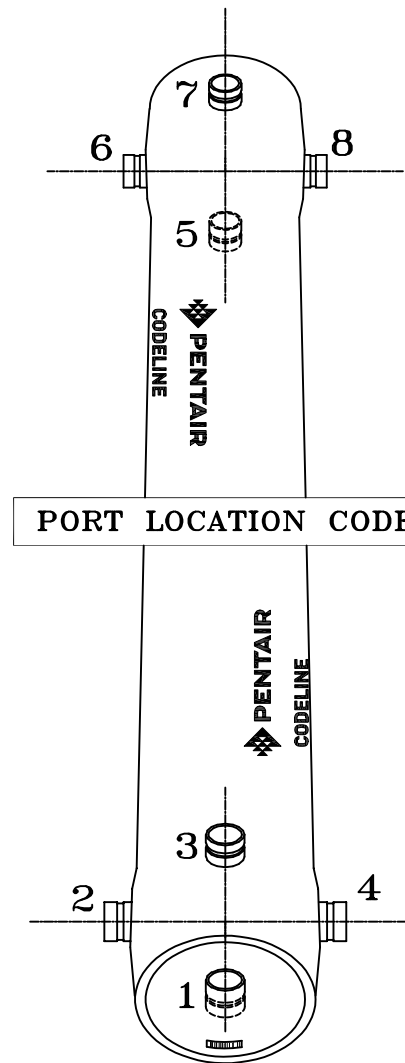 7
6
8
5
CODELINE
PENTAIR
PORT LOCATION CODE
PENTAIR
CODELINE
3
2
4
1